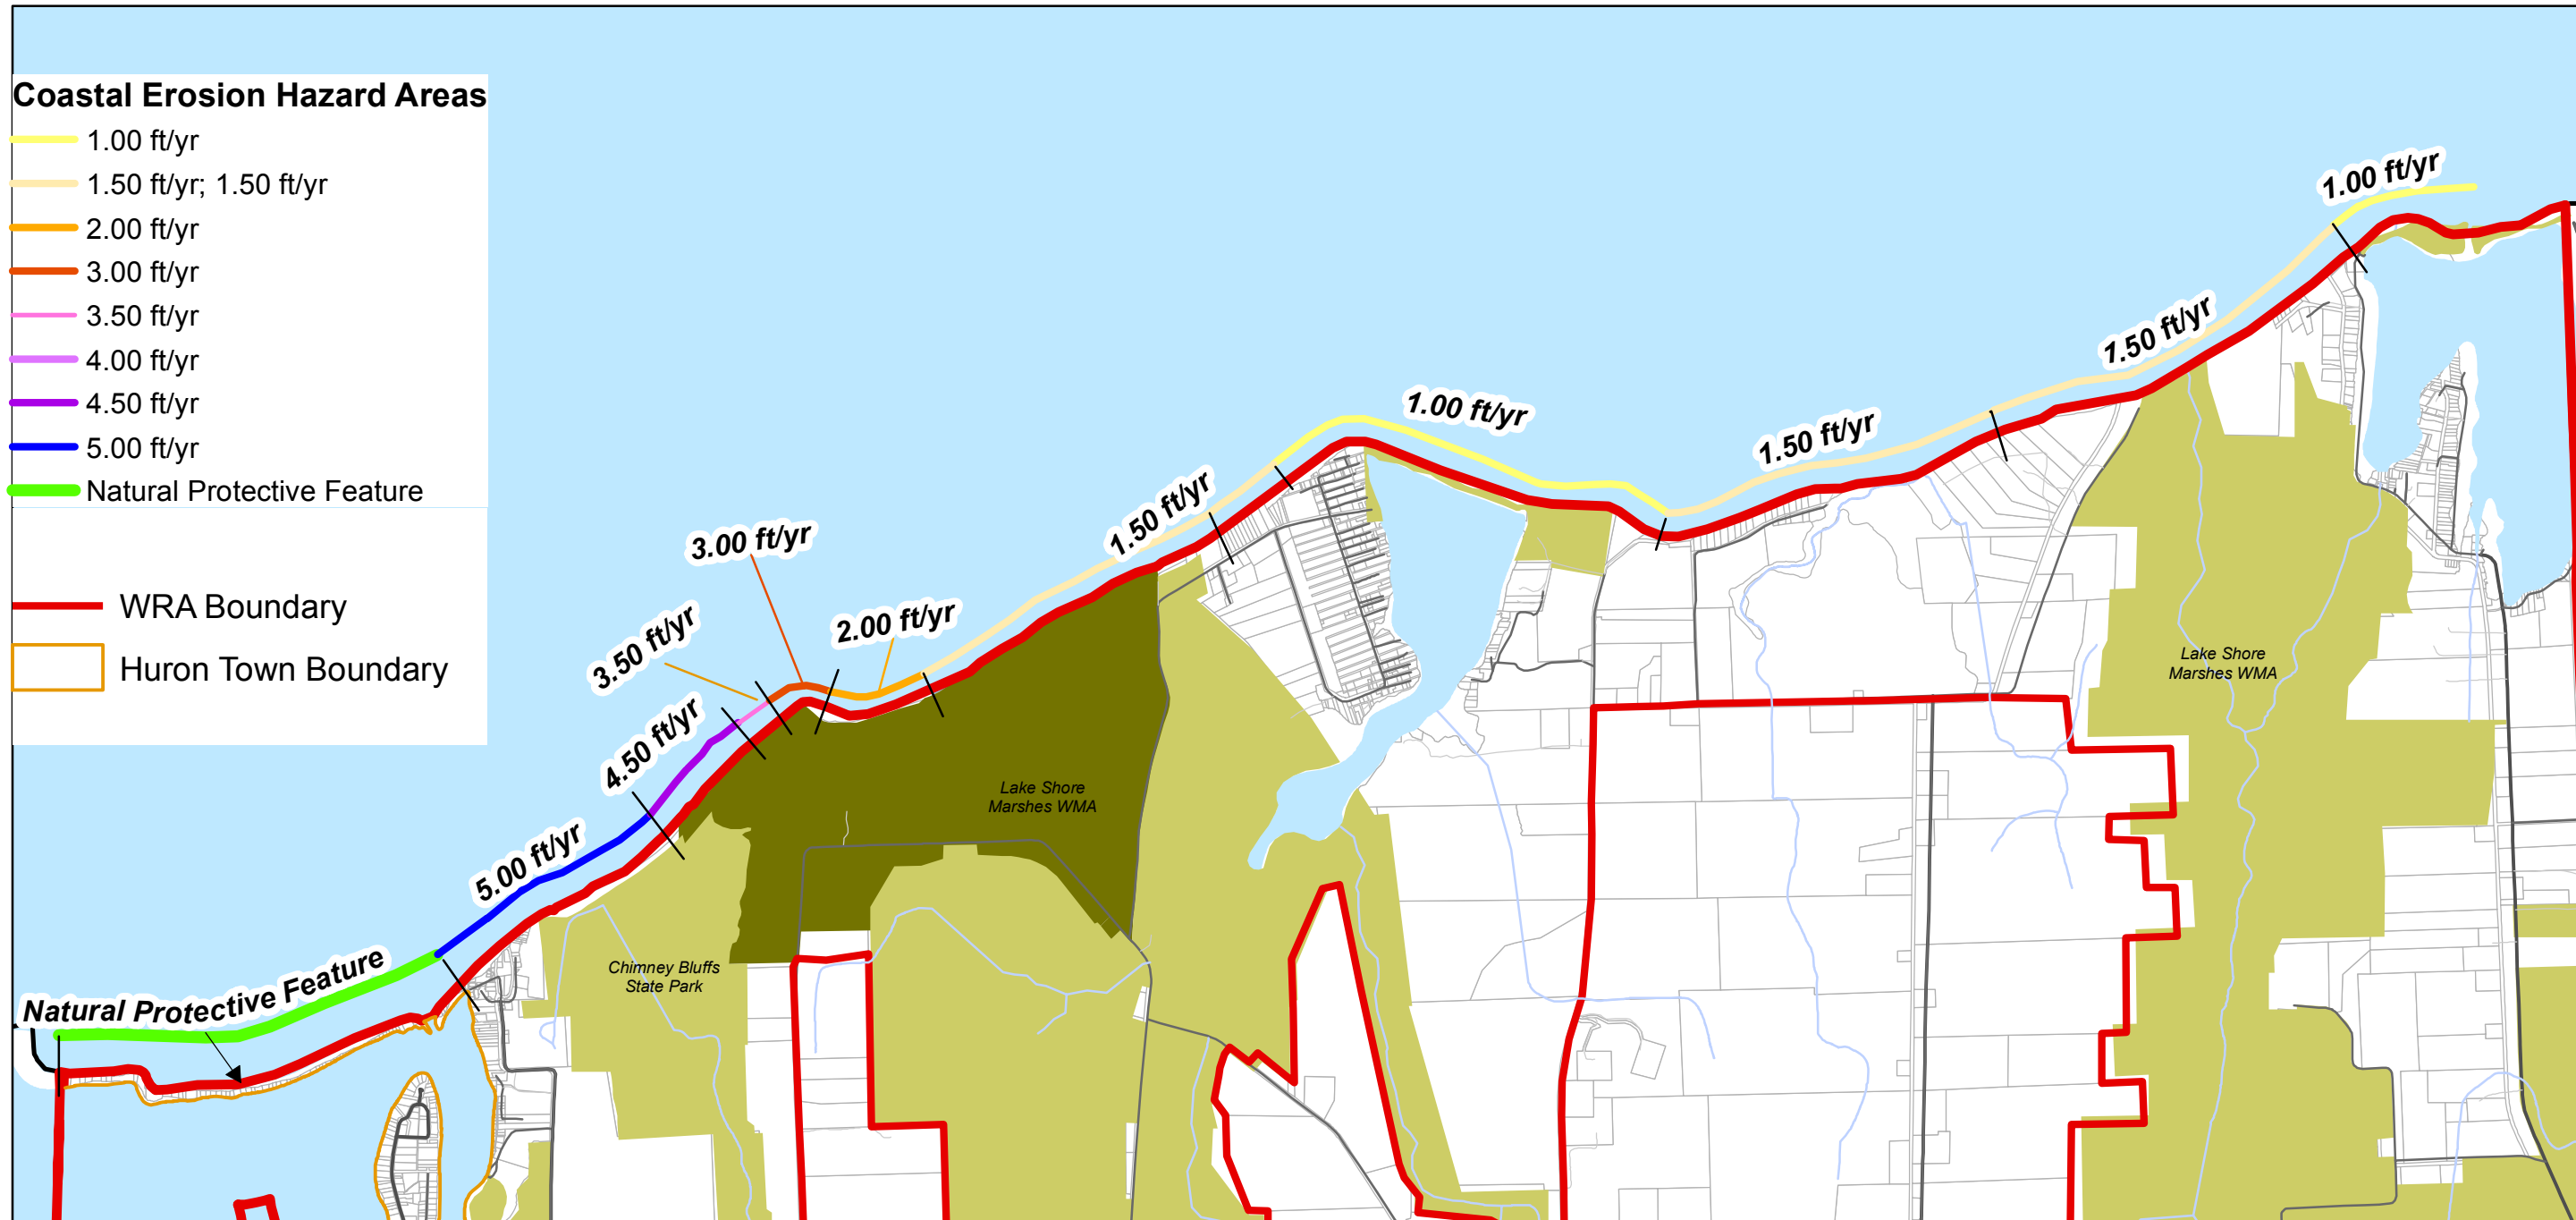 Coastal Erosion Hazard Areas
1.00 ft/yr
1.50 ft/yr; 1.50 ft/yr
2.00 ft/yr
3.00 ft/yr
3.50 ft/yr
4.00 ft/yr
4.50 ft/yr
5.00 ft/yr
Natural Protective Feature
WRA Boundary
Huron Town Boundary
1.00 ft/yr
1.50 ft/yr
1.00 ft/yr
1.50 ft/yr
1.50 ft/yr
3.00 ft/yr
2.00 ft/yr
3.50 ft/yr
4.50 ft/yr
5.00 ft/yr
Natural Protective Feature
Lake Shore
Marshes WMA
Lake Shore
Marshes WMA
Chimney Bluffs
State Park